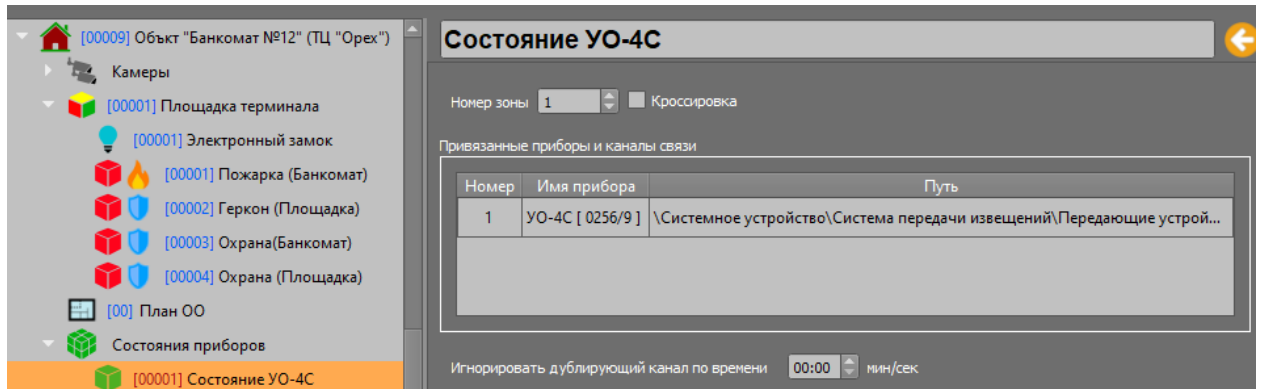 [00009] Объкт "Банкомат №12" (ТЦ "Орех")
Камеры
[00001] Площадка терминала
[00001] Электронный замок
[00001] Пожарка (Банкомат)
[00002] Геркон (Площадка)
[00003] Охрана(Банкомат)
[00004] Охрана (Площадка)
[00] План ОО
Состояния приборов
[00001] Состояние УО-4С
Состояние УО-4С
Номер зоны 1 Кроссировка
Привязанные приборы и каналы связи
Номер Имя прибора Путь
1 УО-4С [ 0256/9 ] \Системное устройство\Система передачи извещений\Передающие устрой...
Игнорировать дублирующий канал по времени 00:00 мин/сек